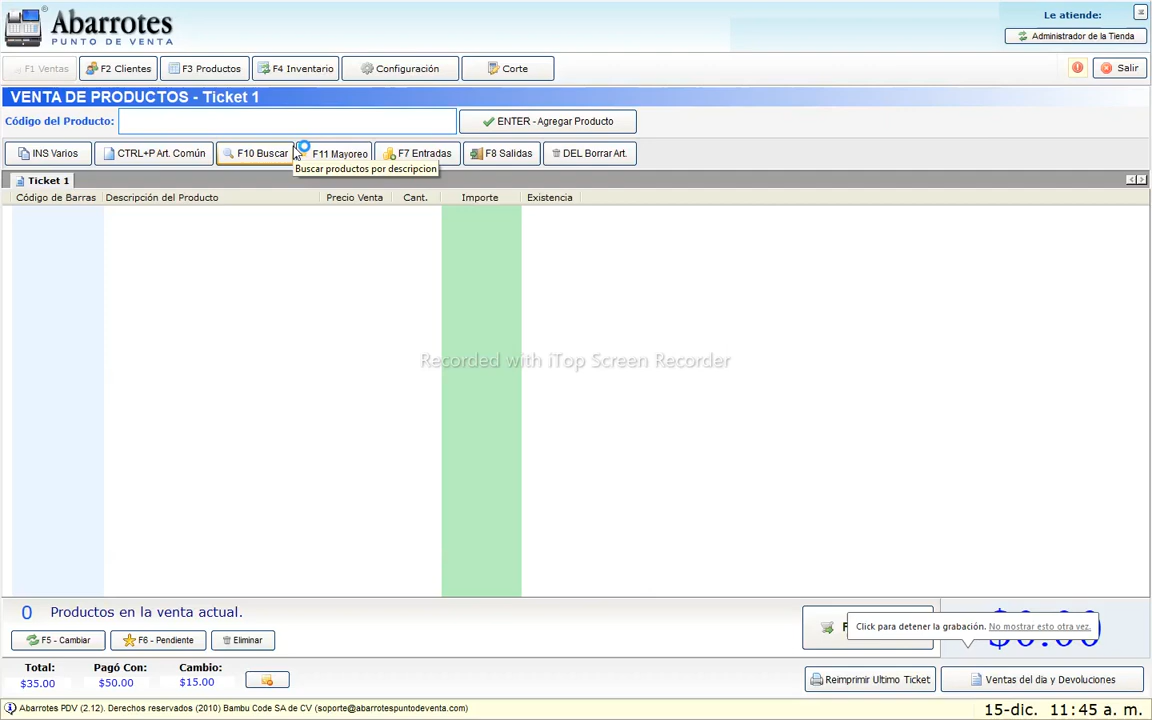 Abarrotes
PUNTO DE VENTA
Le atiende:
Administrador de la Tienda
F1 Ventas
F2 Clientes
F3 Productos
F4 Inventario
Configuración
Corte
Salir
VENTA DE PRODUCTOS - Ticket 1
Código del Producto:
ENTER - Agregar Producto
INS Varios
CTRL+P Art. Común
F10 Buscar
F11 Mayoreo
F7 Entradas
F8 Salidas
DEL Borrar Art.
Buscar productos por descripcion
Ticket 1
Código de Barras
Descripción del Producto
Precio Venta
Cant.
Importe
Existencia
Recorded with iTop Screen Recorder
0 Productos en la venta actual.
Click para detener la grabación. No mostrar esto otra vez.
$0.00
F5 - Cambiar
F6 - Pendiente
Eliminar
Total:
Pagó Con:
Cambio:
$35.00
$50.00
$15.00
Reimprimir Ultimo Ticket
Ventas del dia y Devoluciones
Abarrotes PDV (2.12). Derechos reservados (2010) Bambu Code SA de CV (soporte@abarrotespuntodeventa.com)
15-dic. 11:45 a. m.